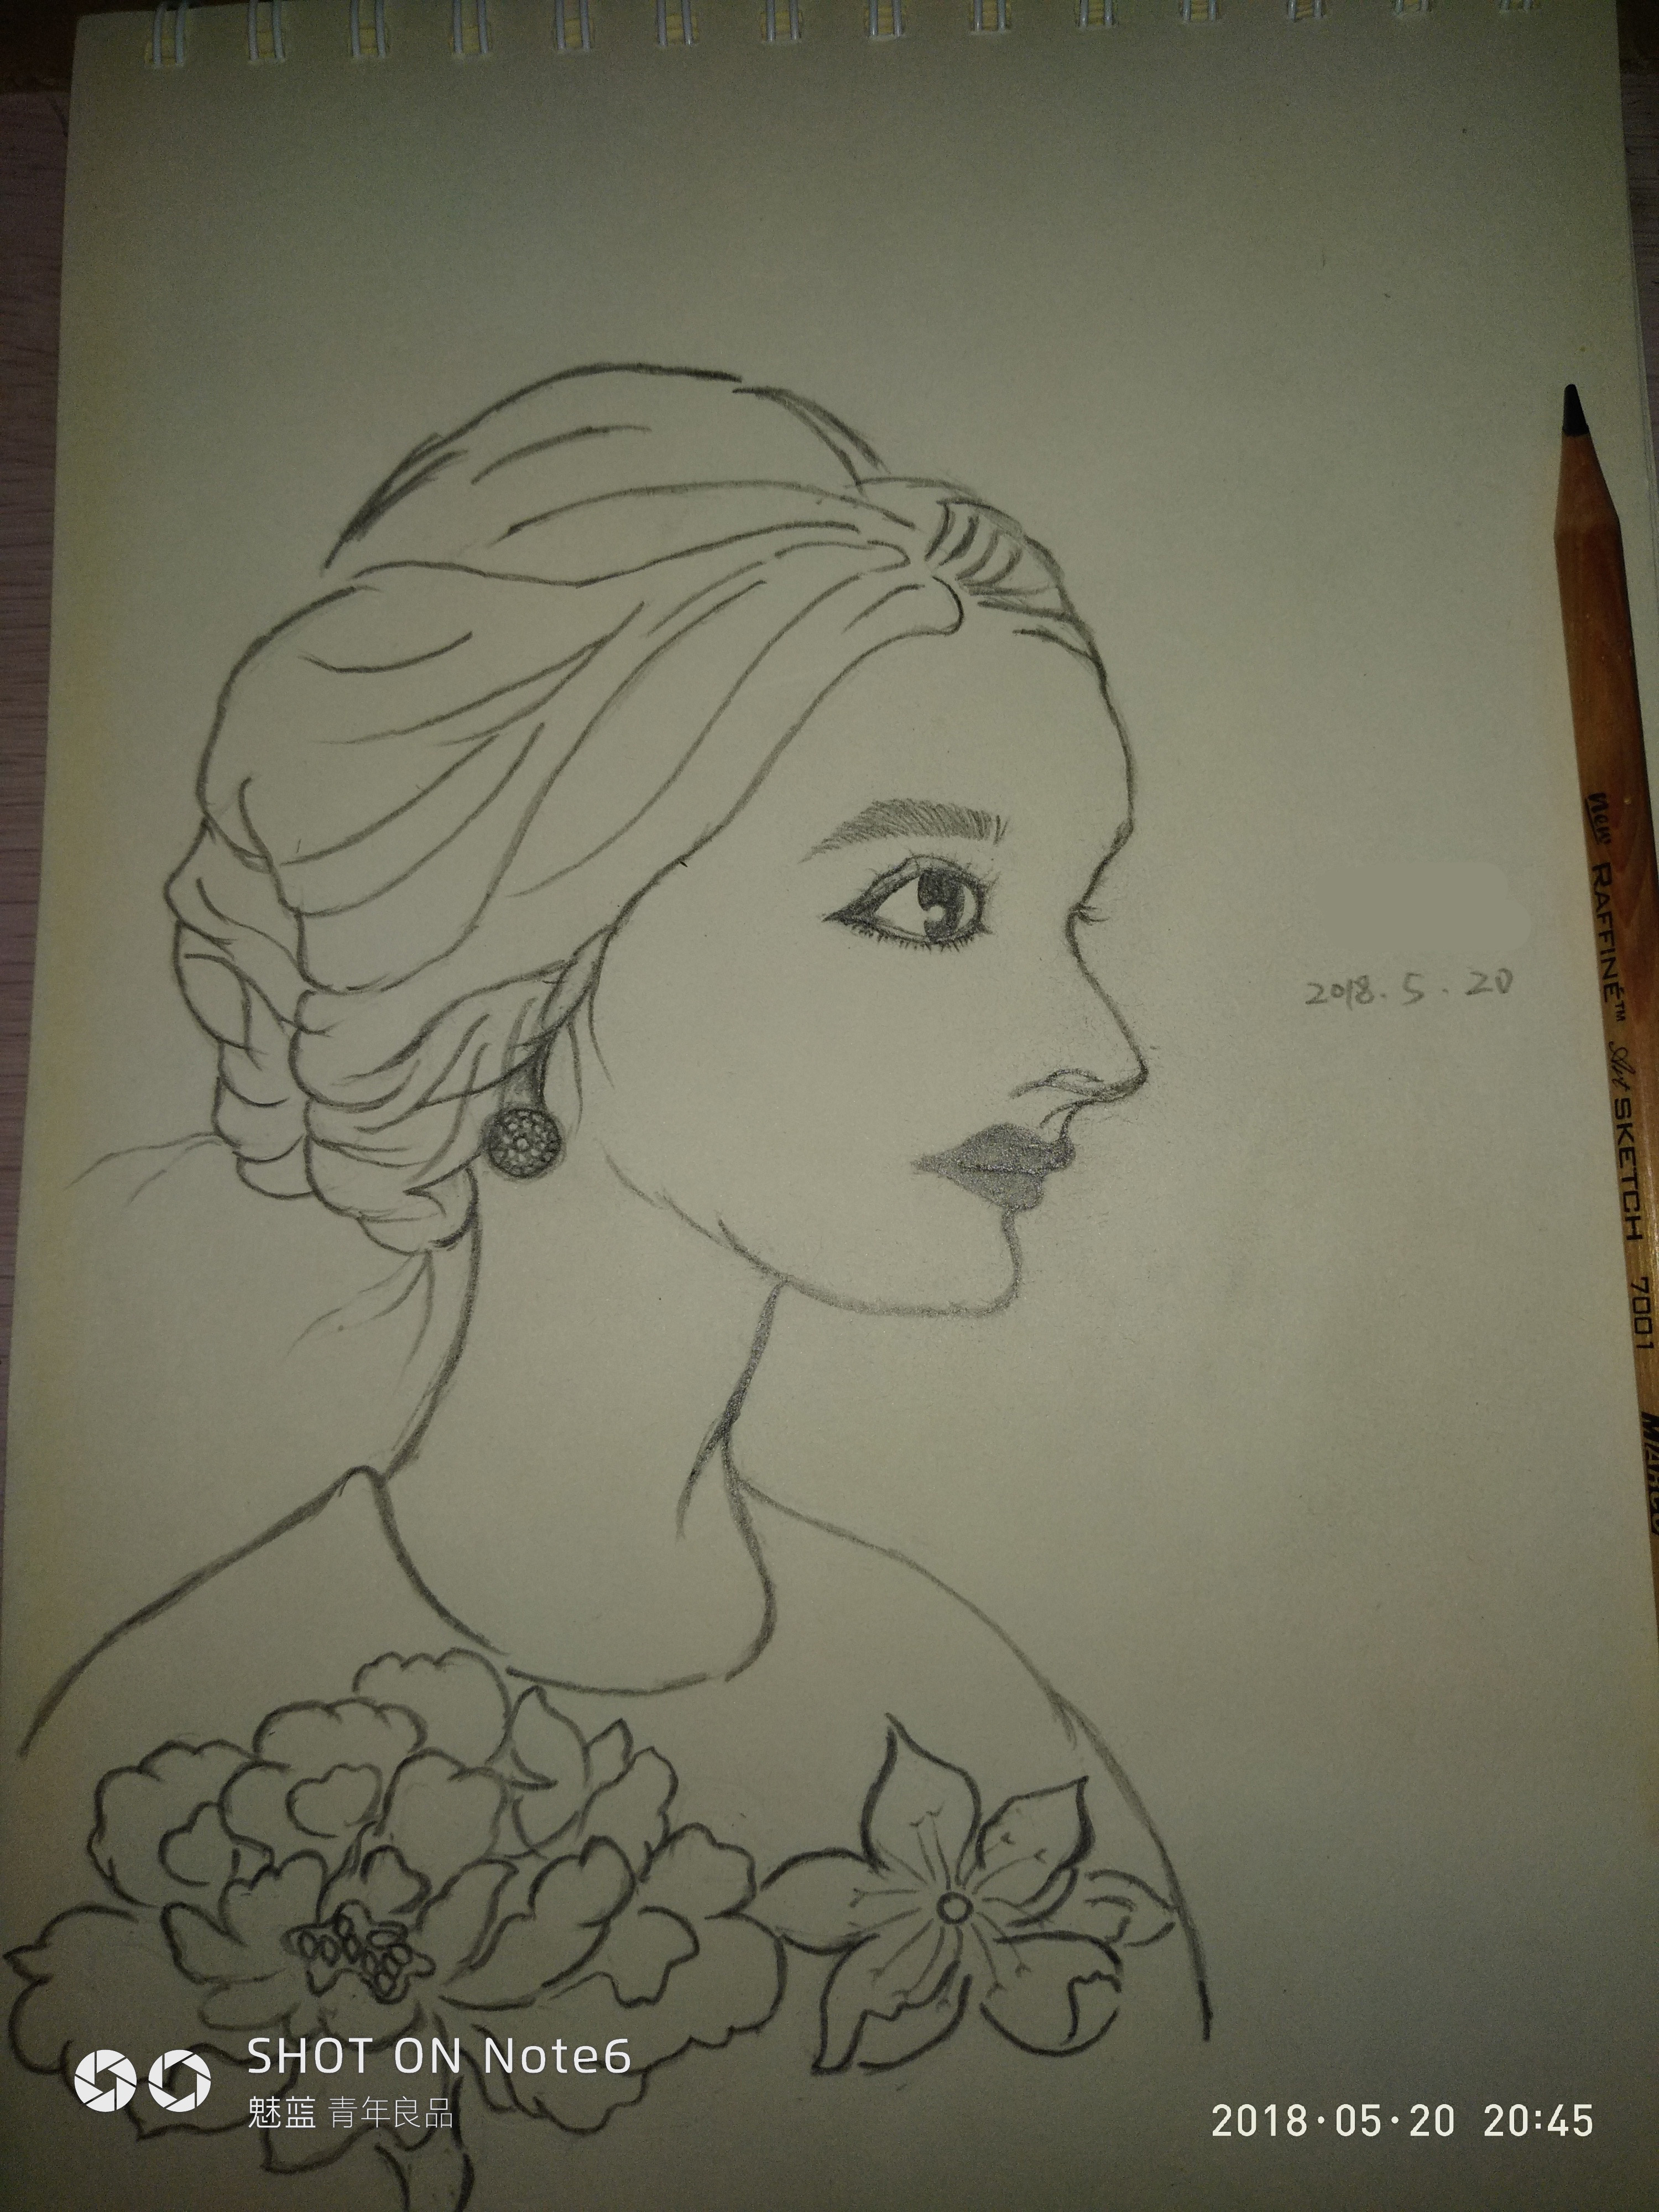 2018.5.20
new RAFFINÉ™ Art SKETCH 7001 MARCO
SHOT ON Note6
魅蓝 青年良品
2018·05·20 20:45